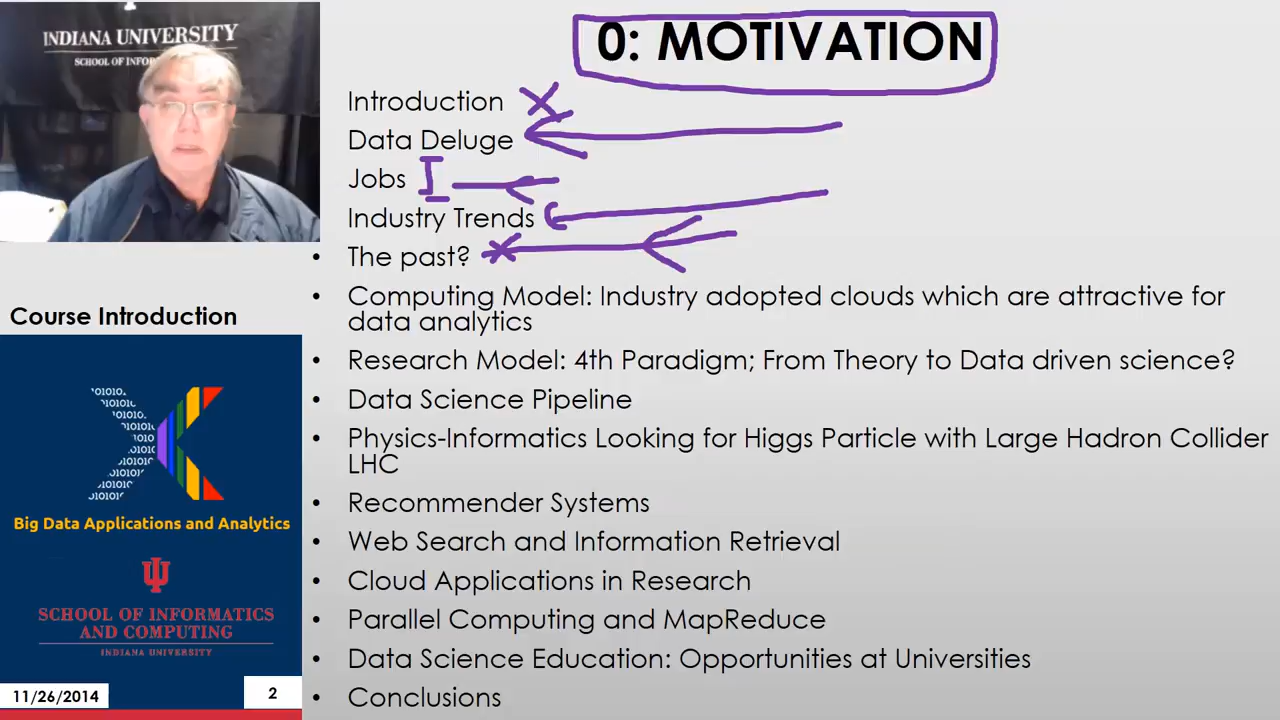 INDIANA UNIVERSITY
SCHOOL OF INFOR
0: MOTIVATION
Introduction
Data Deluge
Jobs
Industry Trends
• The past?
• Computing Model: Industry adopted clouds which are attractive for
data analytics
• Research Model: 4th Paradigm; From Theory to Data driven science?
• Data Science Pipeline
• Physics-Informatics Looking for Higgs Particle with Large Hadron Collider
LHC
• Recommender Systems
• Web Search and Information Retrieval
• Cloud Applications in Research
• Parallel Computing and MapReduce
• Data Science Education: Opportunities at Universities
• Conclusions
Course Introduction
Big Data Applications and Analytics
SCHOOL OF INFORMATICS
AND COMPUTING
INDIANA UNIVERSITY
11/26/2014
2